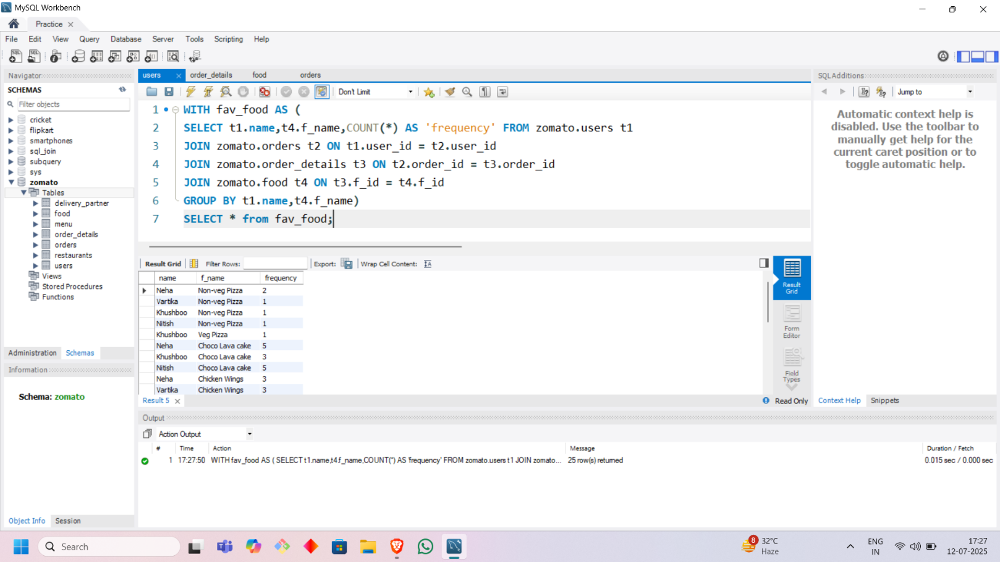 MySQL Workbench
Practice
File Edit View Query Database Server Tools Scripting Help
Navigator
SCHEMAS
Filter objects
cricket
flipkart
smartphones
sql_join
subquery
sys
zomato
Tables
delivery_partner
food
menu
order_details
orders
restaurants
users
Views
Stored Procedures
Functions
Administration Schemas
Information
Schema: zomato
Object Info Session
users order_details food orders
Don't Limit
1 WITH fav_food AS (
2 SELECT t1.name,t4.f_name,COUNT(*) AS 'frequency' FROM zomato.users t1
3 JOIN zomato.orders t2 ON t1.user_id = t2.user_id
4 JOIN zomato.order_details t3 ON t2.order_id = t3.order_id
5 JOIN zomato.food t4 ON t3.f_id = t4.f_id
6 GROUP BY t1.name,t4.f_name)
7 SELECT * from fav_food;
Result Grid Filter Rows: Export: Wrap Cell Content:
name f_name frequency
Neha Non-veg Pizza 2
Vartika Non-veg Pizza 1
Khushboo Non-veg Pizza 1
Nitish Non-veg Pizza 1
Khushboo Veg Pizza 1
Neha Choco Lava cake 5
Khushboo Choco Lava cake 3
Nitish Choco Lava cake 5
Neha Chicken Wings 3
Vartika Chicken Wings 3
Result
Grid
Form
Editor
Field
Types
Result 5
Read Only
SQLAdditions
Jump to
Automatic context help is
disabled. Use the toolbar to
manually get help for the
current caret position or to
toggle automatic help.
Context Help Snippets
Output
Action Output
# Time Action Message Duration / Fetch
1 17:27:50 WITH fav_food AS ( SELECT t1.name,t4.f_name,COUNT(*) AS 'frequency' FROM zomato.users t1 JOIN zomato... 25 row(s) returned 0.015 sec / 0.000 sec
Search
8
32°C
Haze
ENG
IN
17:27
12-07-2025